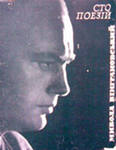 СТО
ПОЕЗІЙ
МИКОЛА ВІНГРАНОВСЬКИЙ